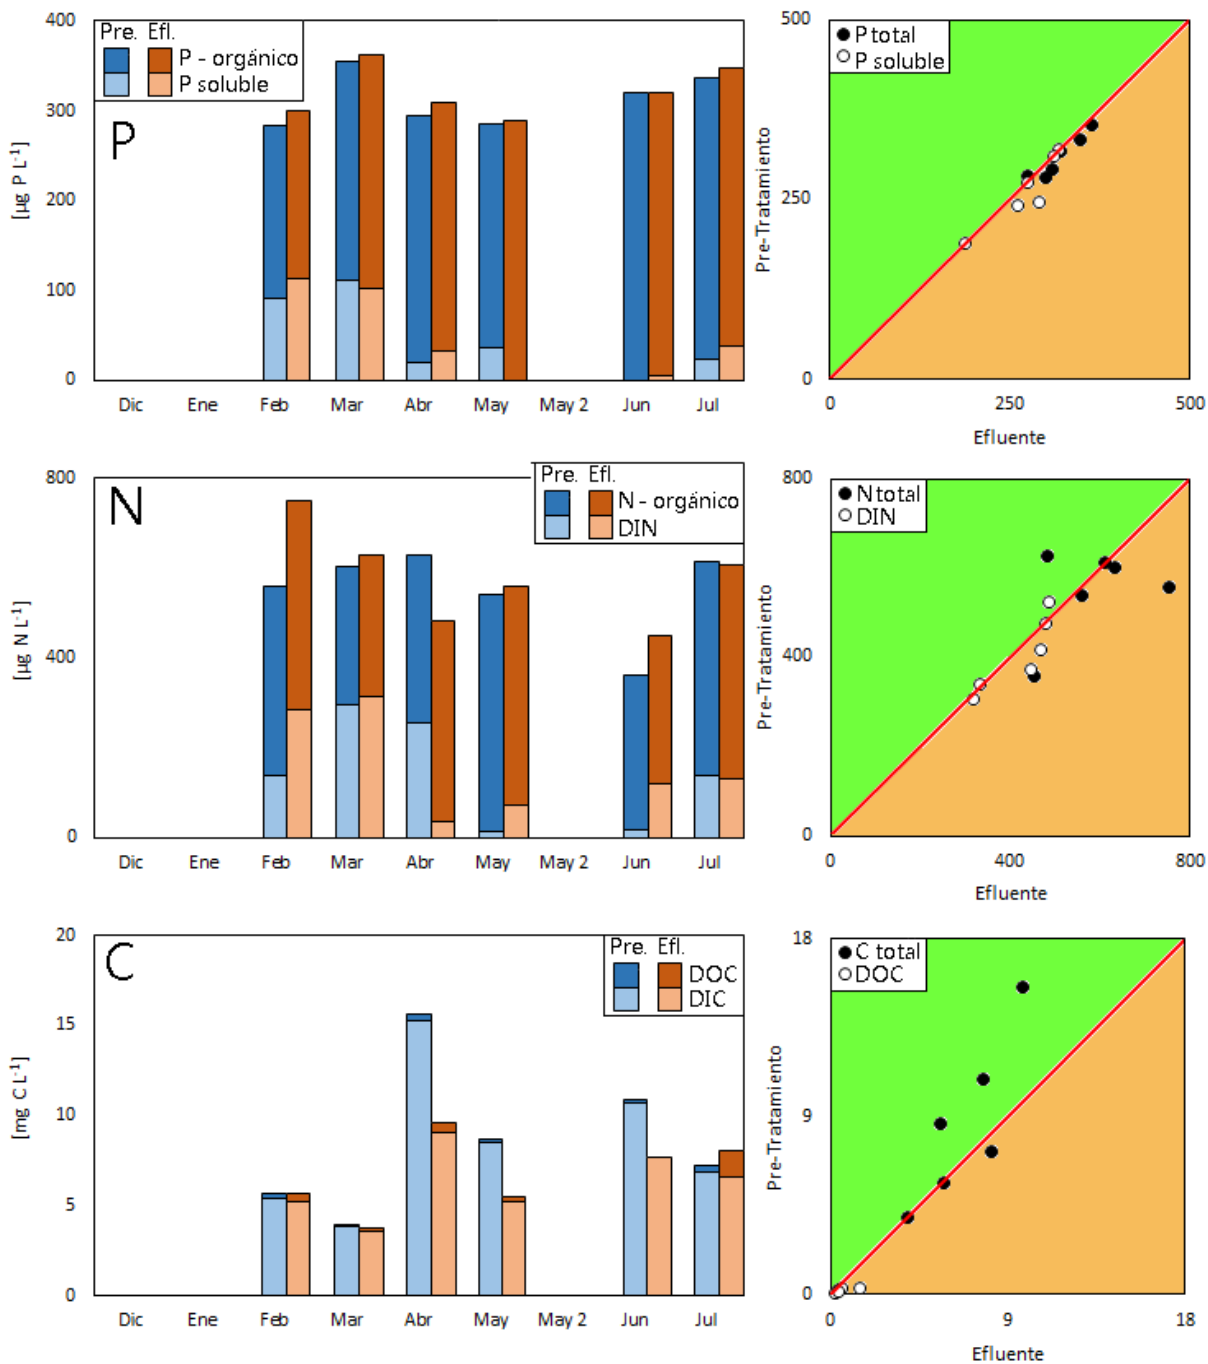 400
300
200
100
0
[µg P L⁻¹]
Pre. Efl.
P - orgánico
P soluble
P
Dic Ene Feb Mar Abr May May 2 Jun Jul
500
250
0
Pre-Tratamiento
P total
P soluble
0 250 500
Efluente
800
400
0
[µg N L⁻¹]
N
Pre. Efl.
N - orgánico
DIN
Dic Ene Feb Mar Abr May May 2 Jun Jul
800
400
0
Pre-Tratamiento
N total
DIN
0 400 800
Efluente
20
15
10
5
0
[mg C L⁻¹]
C
Pre. Efl.
DOC
DIC
Dic Ene Feb Mar Abr May May 2 Jun Jul
18
9
0
Pre-Tratamiento
C total
DOC
0 9 18
Efluente